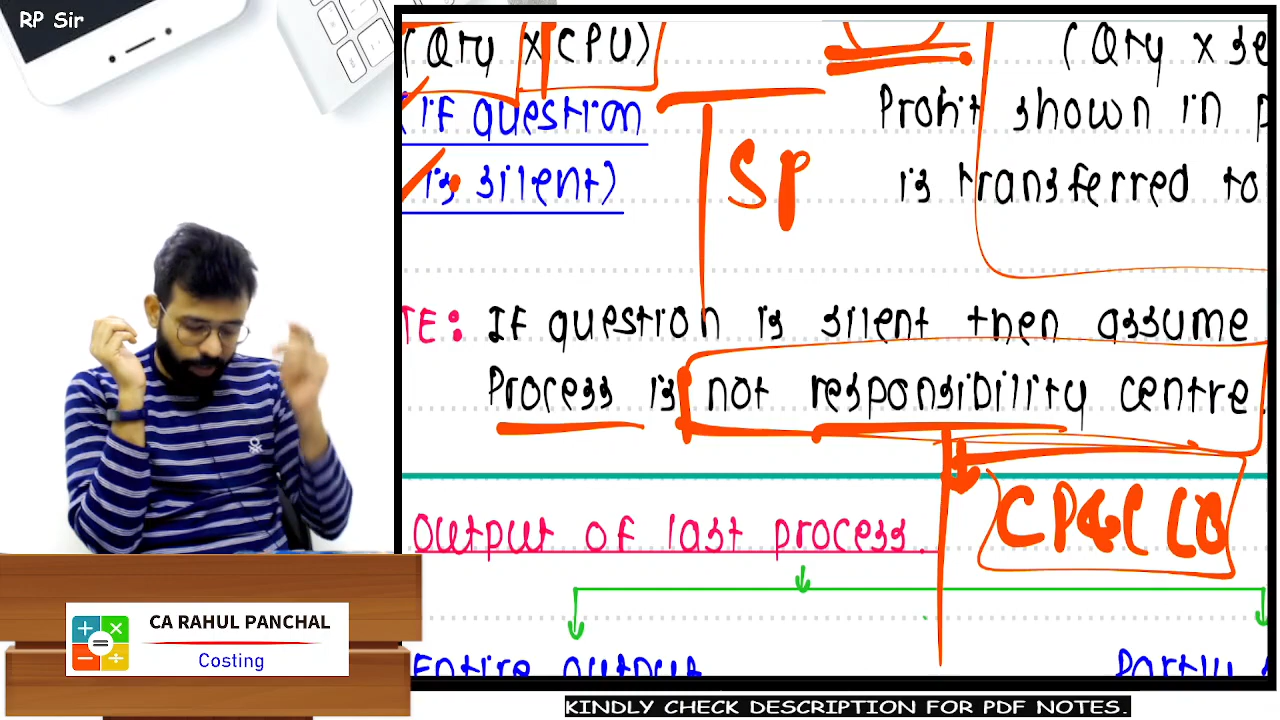 RP Sir
(Qty x CPU)
(Qty x se
(if question
Profit shown in p
SP
is silent)
is transferred to
TE: If question is silent then assume
Process is not responsibility centre.
Output of last process.
CA RAHUL PANCHAL
Costing
Entire output
Partly
KINDLY CHECK DESCRIPTION FOR PDF NOTES.